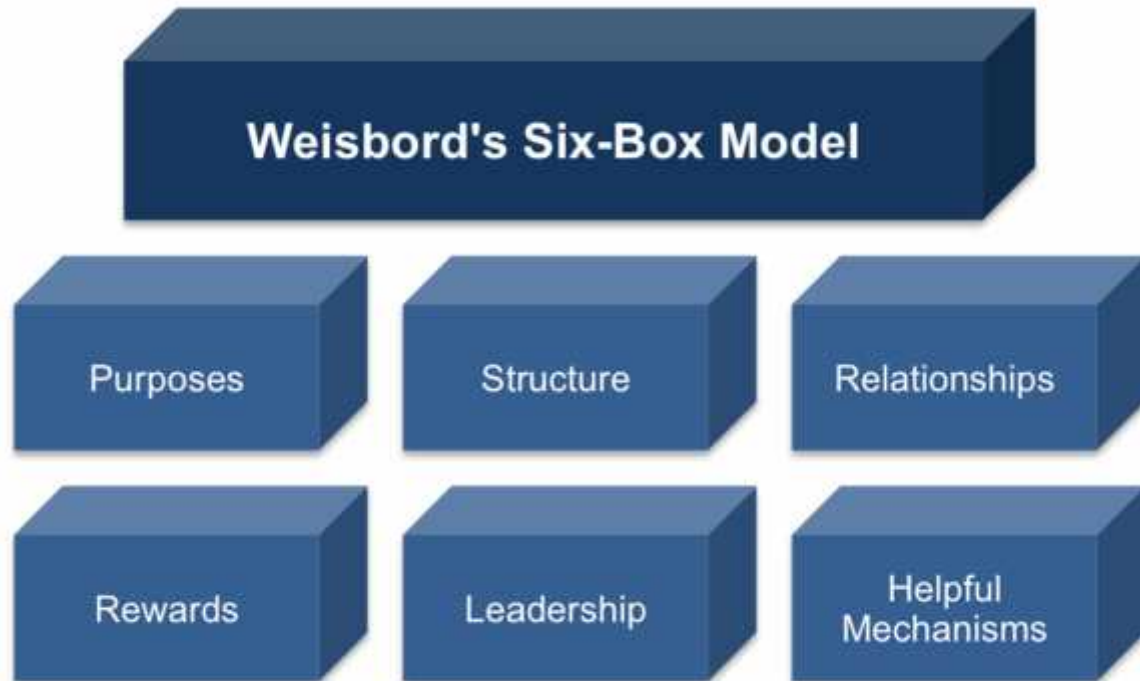 Weisbord's Six-Box Model
Purposes
Structure
Relationships
Rewards
Leadership
Helpful
Mechanisms